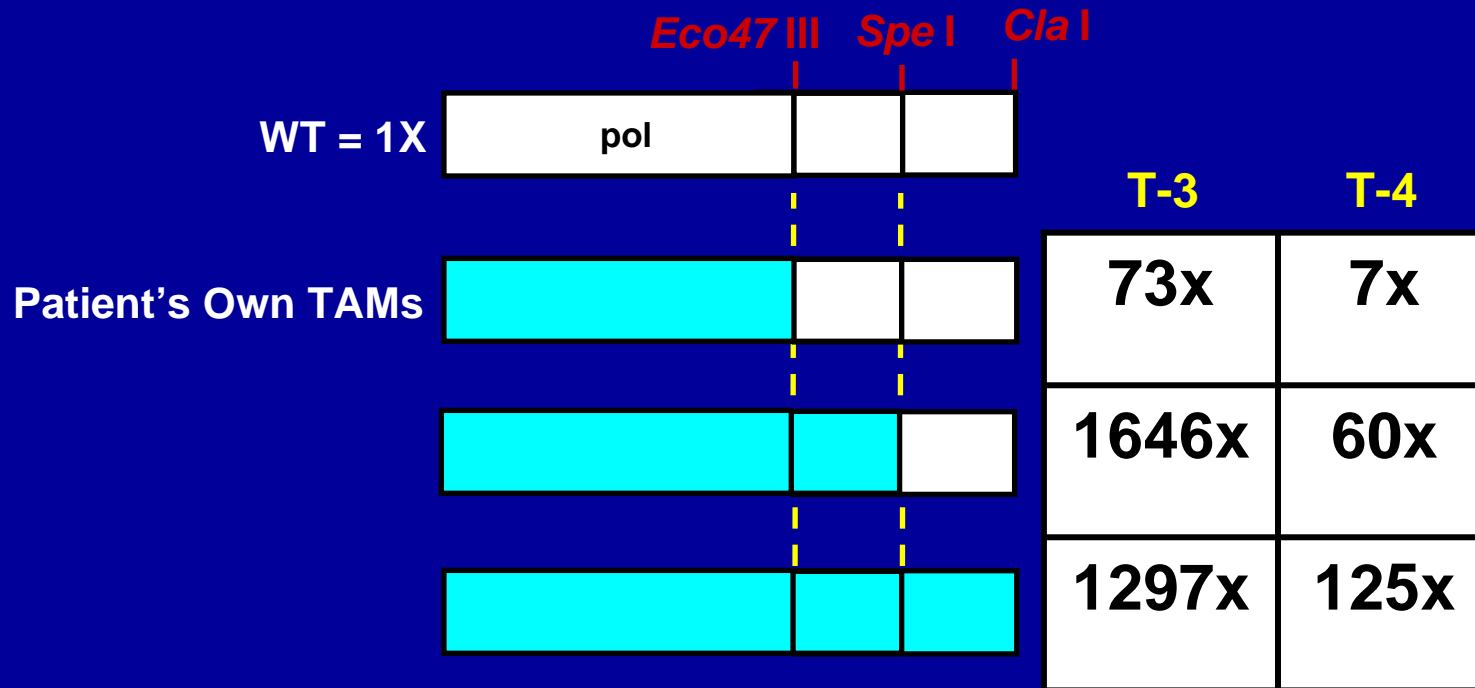 Eco47 III Spe I Cla I
WT = 1X pol
T-3 T-4
Patient’s Own TAMs 73x 7x
1646x 60x
1297x 125x